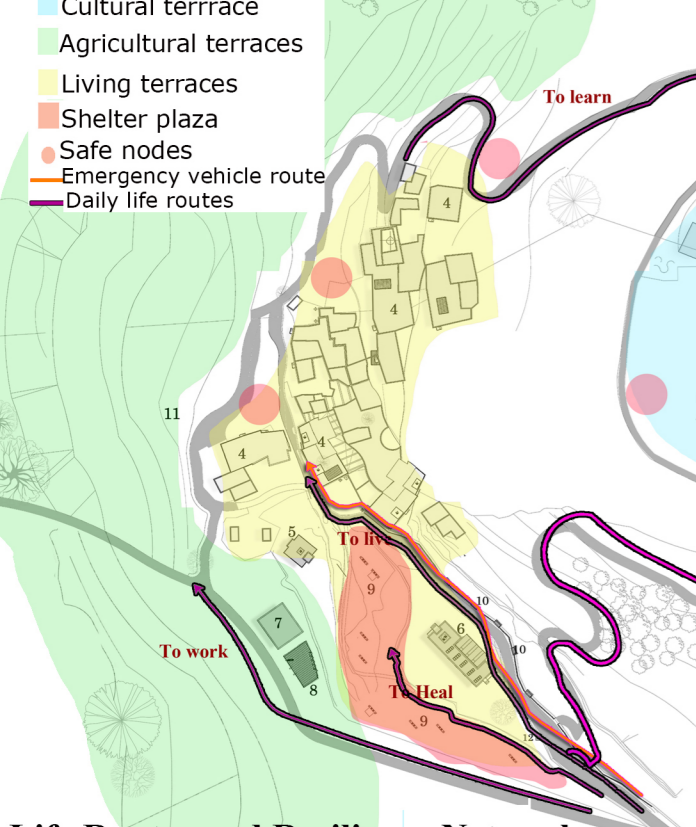 Cultural terrrace
Agricultural terraces
Living terraces
Shelter plaza
Safe nodes
Emergency vehicle route
Daily life routes
To learn
4
4
11
4
4
5
To live
9
10
7
6
10
To work
8
To Heal
9
12